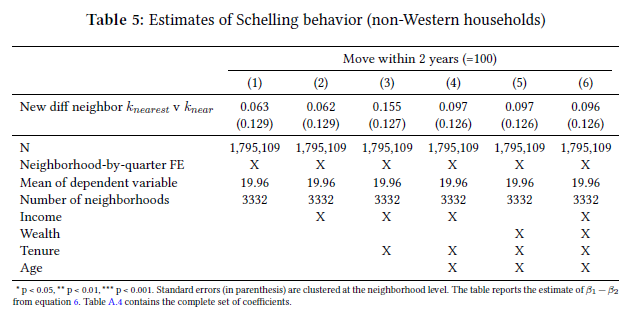 Table 5: Estimates of Schelling behavior (non-Western households)
Move within 2 years (=100)
(1) (2) (3) (4) (5) (6)
New diff neighbor k_nearest v k_near 0.063 0.062 0.155 0.097 0.097 0.096
(0.129) (0.129) (0.127) (0.126) (0.126) (0.126)
N 1,795,109 1,795,109 1,795,109 1,795,109 1,795,109 1,795,109
Neighborhood-by-quarter FE X X X X X X
Mean of dependent variable 19.96 19.96 19.96 19.96 19.96 19.96
Number of neighborhoods 3332 3332 3332 3332 3332 3332
Income X X X X
Wealth X X
Tenure X X X X
Age X X X
* p < 0.05, ** p < 0.01, *** p < 0.001. Standard errors (in parenthesis) are clustered at the neighborhood level. The table reports the estimate of β₁ − β₂
from equation 6. Table A.4 contains the complete set of coefficients.